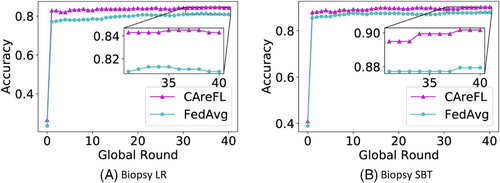 Accuracy
0.8
0.6
0.4
0.84
0.82
35
40
CAreFL
FedAvg
0
10
20
30
40
Global Round
(A) Biopsy LR
Accuracy
0.8
0.6
0.4
0.90
0.88
35
40
CAreFL
FedAvg
0
10
20
30
40
Global Round
(B) Biopsy SBT